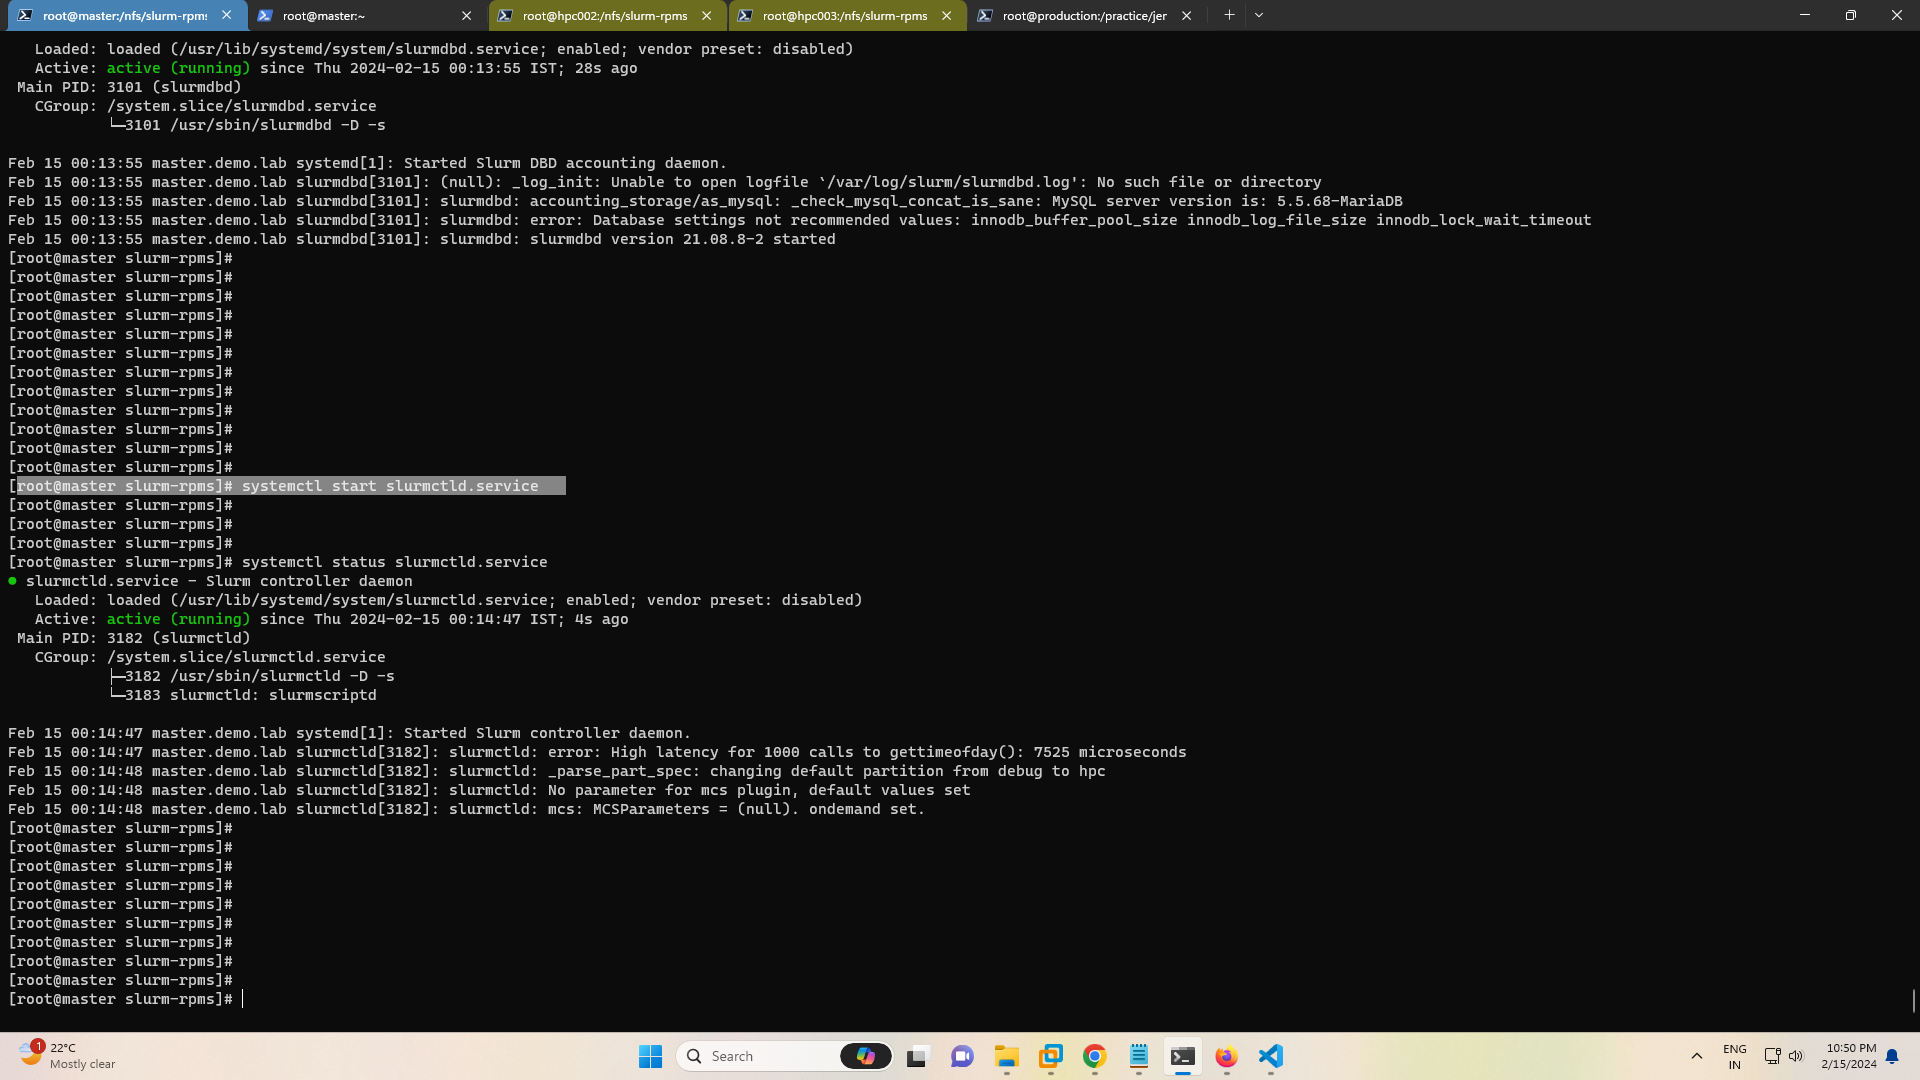 root@master:/nfs/slurm-rpms
root@master:~
root@hpc002:/nfs/slurm-rpms
root@hpc003:/nfs/slurm-rpms
root@production:/practice/jer
   Loaded: loaded (/usr/lib/systemd/system/slurmdbd.service; enabled; vendor preset: disabled)
   Active: active (running) since Thu 2024-02-15 00:13:55 IST; 28s ago
 Main PID: 3101 (slurmdbd)
   CGroup: /system.slice/slurmdbd.service
           └─3101 /usr/sbin/slurmdbd -D -s
Feb 15 00:13:55 master.demo.lab systemd[1]: Started Slurm DBD accounting daemon.
Feb 15 00:13:55 master.demo.lab slurmdbd[3101]: (null): _log_init: Unable to open logfile `/var/log/slurm/slurmdbd.log': No such file or directory
Feb 15 00:13:55 master.demo.lab slurmdbd[3101]: slurmdbd: accounting_storage/as_mysql: _check_mysql_concat_is_sane: MySQL server version is: 5.5.68-MariaDB
Feb 15 00:13:55 master.demo.lab slurmdbd[3101]: slurmdbd: error: Database settings not recommended values: innodb_buffer_pool_size innodb_log_file_size innodb_lock_wait_timeout
Feb 15 00:13:55 master.demo.lab slurmdbd[3101]: slurmdbd: slurmdbd version 21.08.8-2 started
[root@master slurm-rpms]#
[root@master slurm-rpms]#
[root@master slurm-rpms]#
[root@master slurm-rpms]#
[root@master slurm-rpms]#
[root@master slurm-rpms]#
[root@master slurm-rpms]#
[root@master slurm-rpms]#
[root@master slurm-rpms]#
[root@master slurm-rpms]#
[root@master slurm-rpms]#
[root@master slurm-rpms]#
[root@master slurm-rpms]# systemctl start slurmctld.service
[root@master slurm-rpms]#
[root@master slurm-rpms]#
[root@master slurm-rpms]#
[root@master slurm-rpms]# systemctl status slurmctld.service
● slurmctld.service - Slurm controller daemon
   Loaded: loaded (/usr/lib/systemd/system/slurmctld.service; enabled; vendor preset: disabled)
   Active: active (running) since Thu 2024-02-15 00:14:47 IST; 4s ago
 Main PID: 3182 (slurmctld)
   CGroup: /system.slice/slurmctld.service
           ├─3182 /usr/sbin/slurmctld -D -s
           └─3183 slurmctld: slurmscriptd
Feb 15 00:14:47 master.demo.lab systemd[1]: Started Slurm controller daemon.
Feb 15 00:14:47 master.demo.lab slurmctld[3182]: slurmctld: error: High latency for 1000 calls to gettimeofday(): 7525 microseconds
Feb 15 00:14:48 master.demo.lab slurmctld[3182]: slurmctld: _parse_part_spec: changing default partition from debug to hpc
Feb 15 00:14:48 master.demo.lab slurmctld[3182]: slurmctld: No parameter for mcs plugin, default values set
Feb 15 00:14:48 master.demo.lab slurmctld[3182]: slurmctld: mcs: MCSParameters = (null). ondemand set.
[root@master slurm-rpms]#
[root@master slurm-rpms]#
[root@master slurm-rpms]#
[root@master slurm-rpms]#
[root@master slurm-rpms]#
[root@master slurm-rpms]#
[root@master slurm-rpms]#
[root@master slurm-rpms]#
[root@master slurm-rpms]#
[root@master slurm-rpms]#
1
22°C
Mostly clear
Search
ENG
IN
10:50 PM
2/15/2024